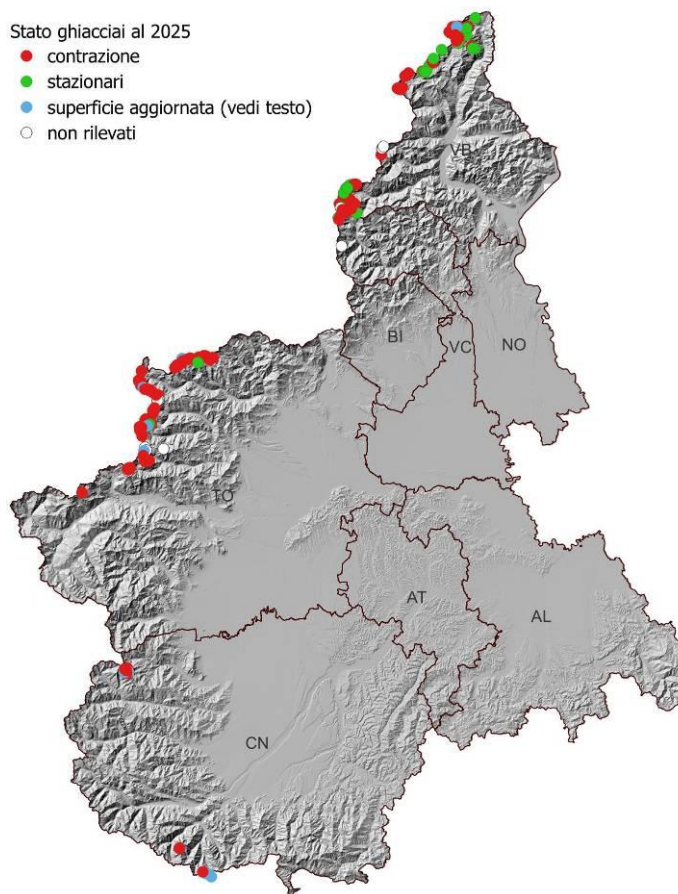 Stato ghiacciai al 2025
contrazione
stazionari
superficie aggiornata (vedi testo)
non rilevati
VB
BI
VC
NO
TO
AT
AL
CN